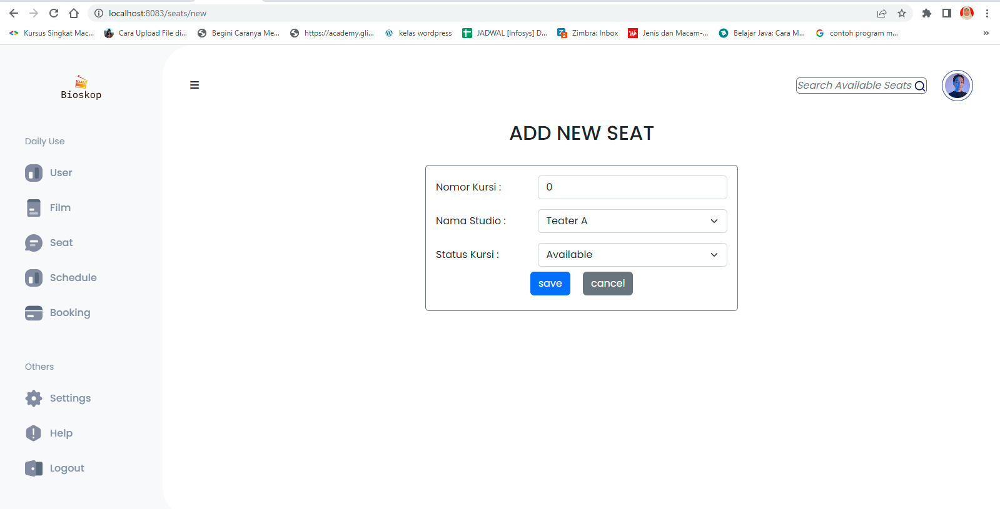 localhost:8083/seats/new
Kursus Singkat Mac... Cara Upload File di... Begini Caranya Me... https://academy.gli... kelas wordpress JADWAL [Infosys] D... Zimbra: Inbox Jenis dan Macam-... Belajar Java: Cara M... contoh program m... »
Bioskop
Search Available Seats
Daily Use
User
Film
Seat
Schedule
Booking
Others
Settings
Help
Logout
ADD NEW SEAT
Nomor Kursi : 0
Nama Studio : Teater A
Status Kursi : Available
save cancel